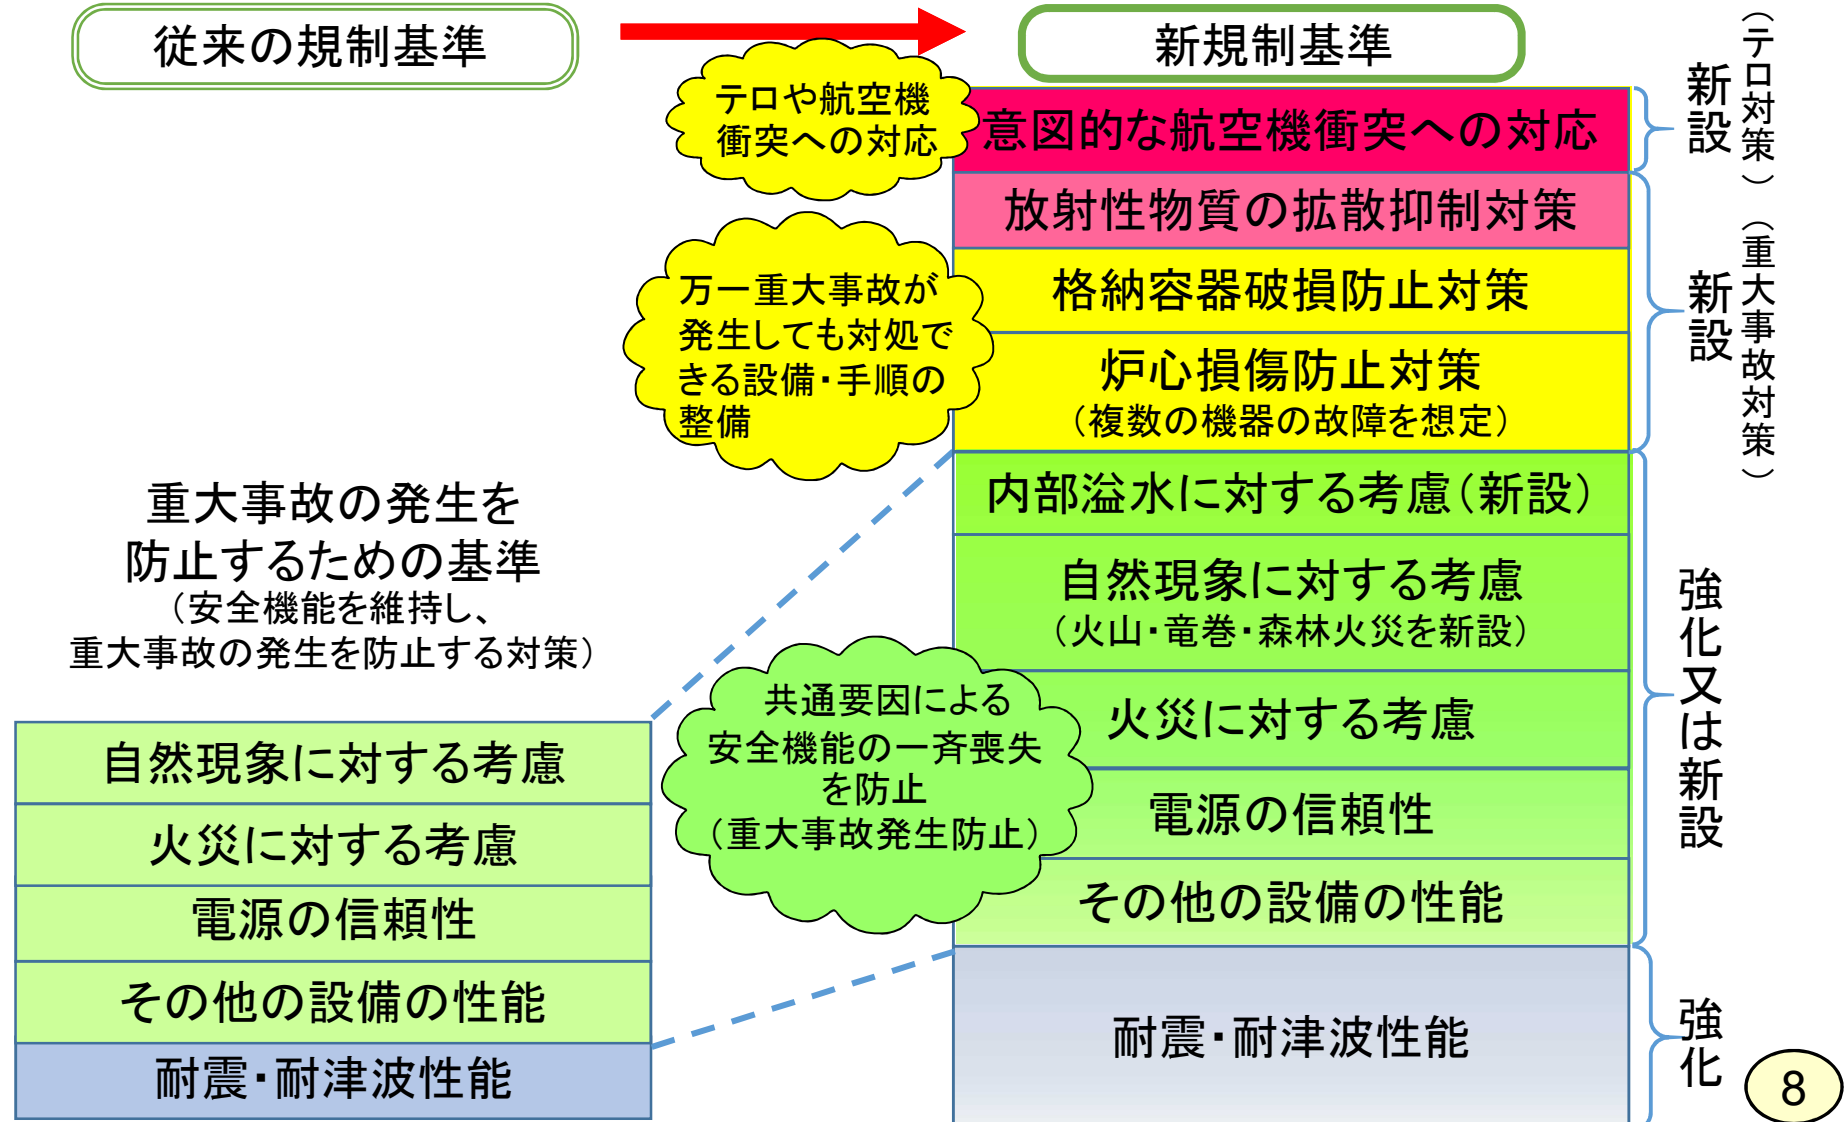 従来の規制基準
重大事故の発生を
防止するための基準
（安全機能を維持し、
重大事故の発生を防止する対策）
自然現象に対する考慮
火災に対する考慮
電源の信頼性
その他の設備の性能
耐震・耐津波性能
テロや航空機
衝突への対応
万一重大事故が
発生しても対処で
きる設備・手順の
整備
共通要因による
安全機能の一斉喪失
を防止
（重大事故発生防止）
新規制基準
意図的な航空機衝突への対応
放射性物質の拡散抑制対策
格納容器破損防止対策
炉心損傷防止対策
（複数の機器の故障を想定）
内部溢水に対する考慮（新設）
自然現象に対する考慮
（火山・竜巻・森林火災を新設）
火災に対する考慮
電源の信頼性
その他の設備の性能
耐震・耐津波性能
新設
（テロ対策）
新設
（重大事故対策）
強化又は新設
強化
8